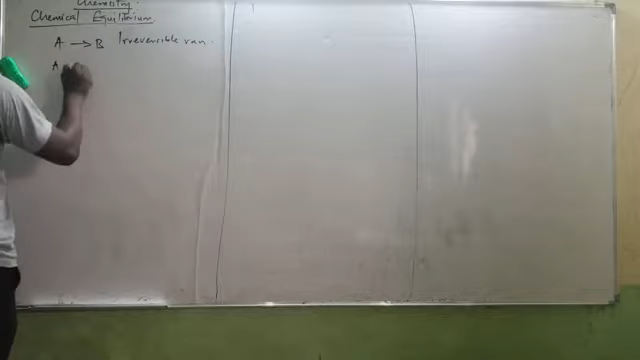 Chemistry
Chemical Equilibrium
A → B Irreversible rxn.
A